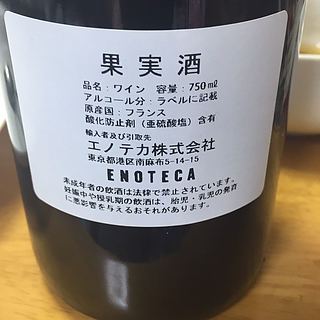 果実酒
品名：ワイン 容量：750mℓ
アルコール分：ラベルに記載
原産国：フランス
酸化防止剤（亜硫酸塩）含有
輸入者及び引取先
エノテカ株式会社
東京都港区南麻布5-14-15
ENOTECA
未成年者の飲酒は法律で禁止されています。
妊娠中や授乳期の飲酒は、胎児・乳児の発育
に悪影響を与えるおそれがあります。